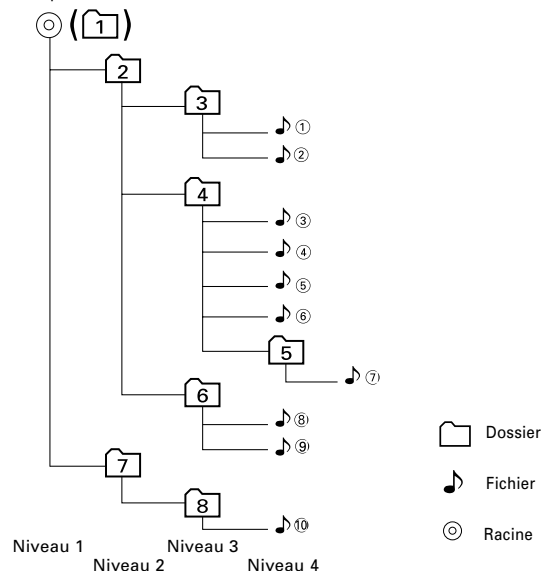 (1)
2
3
①
②
4
③
④
⑤
⑥
5
⑦
6
⑧
⑨
7
8
⑩
Dossier
Fichier
Racine
Niveau 1
Niveau 2
Niveau 3
Niveau 4